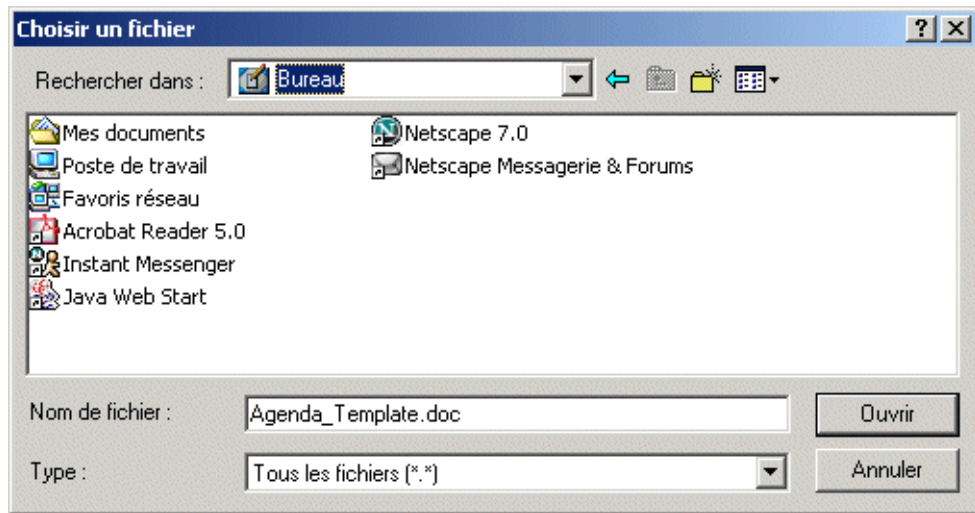 Choisir un fichier
Rechercher dans :
Bureau
Mes documents
Poste de travail
Favoris réseau
Acrobat Reader 5.0
Instant Messenger
Java Web Start
Netscape 7.0
Netscape Messagerie & Forums
Nom de fichier :
Agenda_Template.doc
Ouvrir
Type :
Tous les fichiers (*.*)
Annuler